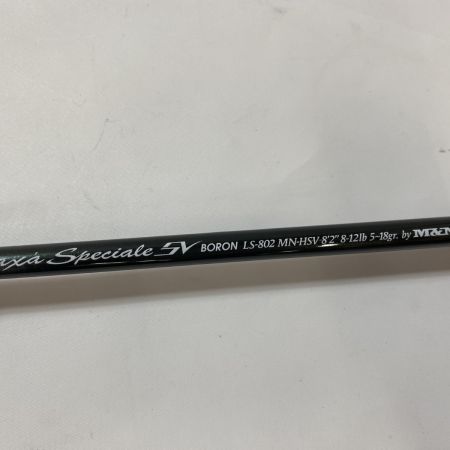 Speciale SV BORON LS-802 MN-HSV 8'2" 8-12lb 5-18gr. by